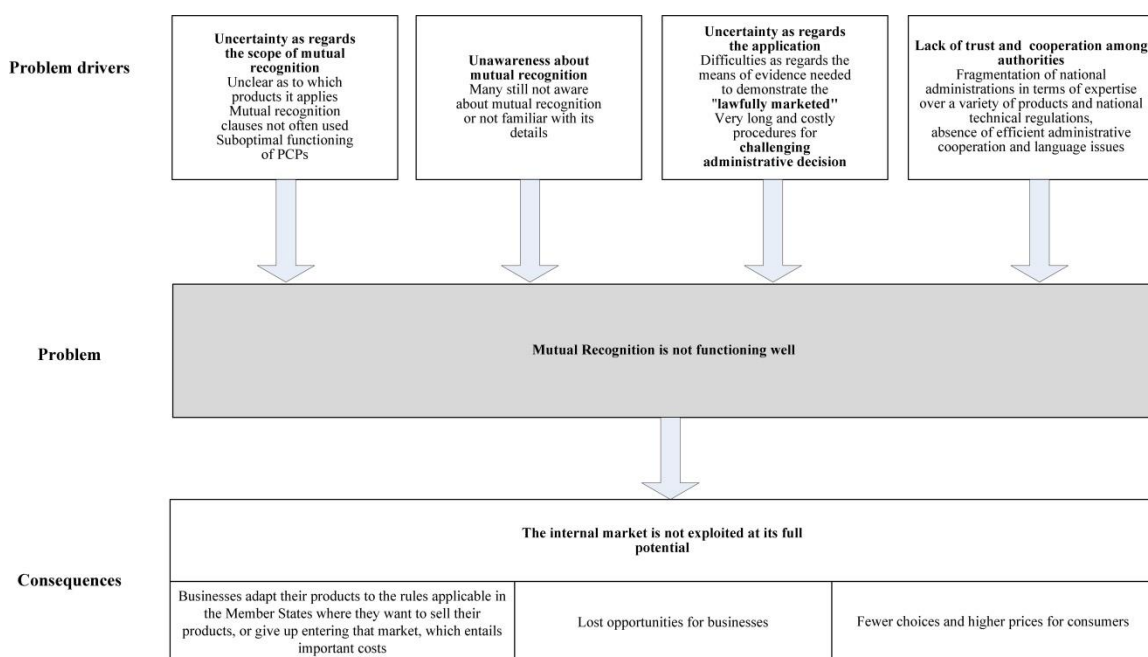 Problem drivers
Uncertainty as regards
the scope of mutual
recognition
Unclear as to which
products it applies
Mutual recognition
clauses not often used
Suboptimal functioning
of PCPs
Unawareness about
mutual recognition
Many still not aware
about mutual recognition
or not familiar with its
details
Uncertainty as regards
the application
Difficulties as regards the
means of evidence needed
to demonstrate the
"lawfully marketed"
Very long and costly
procedures for
challenging
administrative decision
Lack of trust and cooperation among
authorities
Fragmentation of national
administrations in terms of expertise
over a variety of products and national
technical regulations,
absence of efficient administrative
cooperation and language issues
Problem
Mutual Recognition is not functioning well
Consequences
The internal market is not exploited at its full
potential
Businesses adapt their products to the rules applicable in
the Member States where they want to sell their
products, or give up entering that market, which entails
important costs
Lost opportunities for businesses
Fewer choices and higher prices for consumers